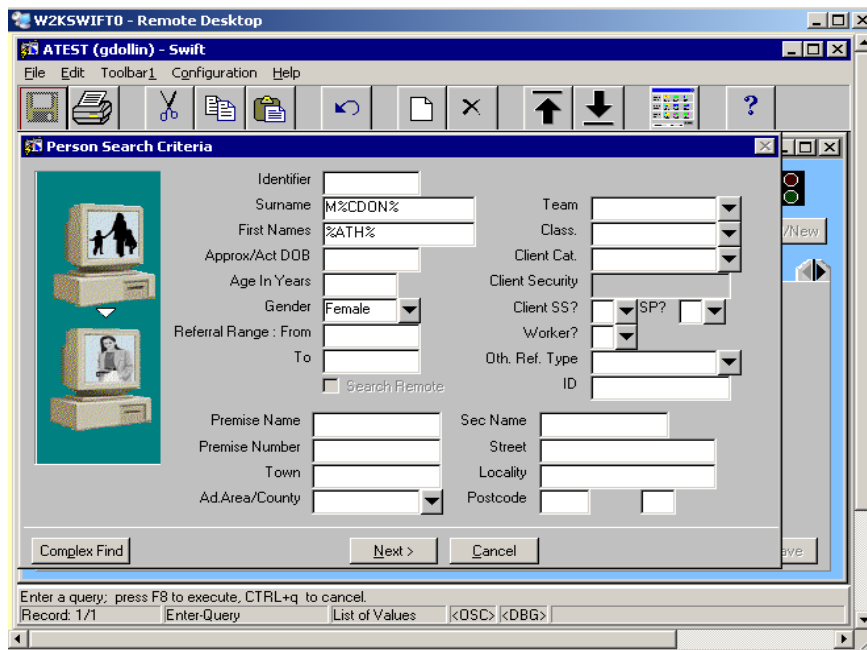 W2KSWIFT0 - Remote Desktop
ATEST (gdollin) - Swift
File Edit Toolbar1 Configuration Help
?
Person Search Criteria
Identifier
Surname M%CDON% Team
First Names %ATH% Class. /New
Approx/Act DOB Client Cat.
Age In Years Client Security
Gender Female Client SS? SP?
Referral Range : From Worker?
To Oth. Ref. Type
Search Remote ID
Premise Name Sec Name
Premise Number Street
Town Locality
Ad.Area/County Postcode
Complex Find Next > Cancel ave
Enter a query; press F8 to execute, CTRL+q to cancel.
Record: 1/1 Enter-Query List of Values <OSC> <DBG>